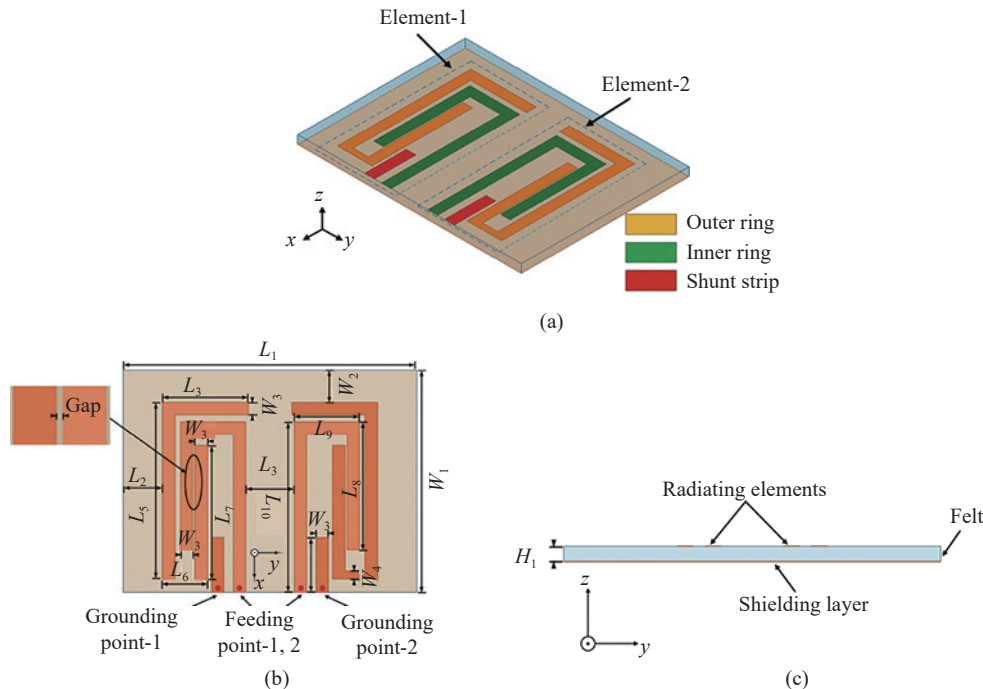 Element-1
Element-2
z
x
y
Outer ring
Inner ring
Shunt strip
(a)
L1
L3
W2
W3
Gap
W3
L9
L2
L5
L7
L3
L10
L8
W1
W3
L6
W3
W4
y
x
Grounding point-1
Feeding point-1, 2
Grounding point-2
(b)
Radiating elements
Felt
H1
Shielding layer
z
y
(c)